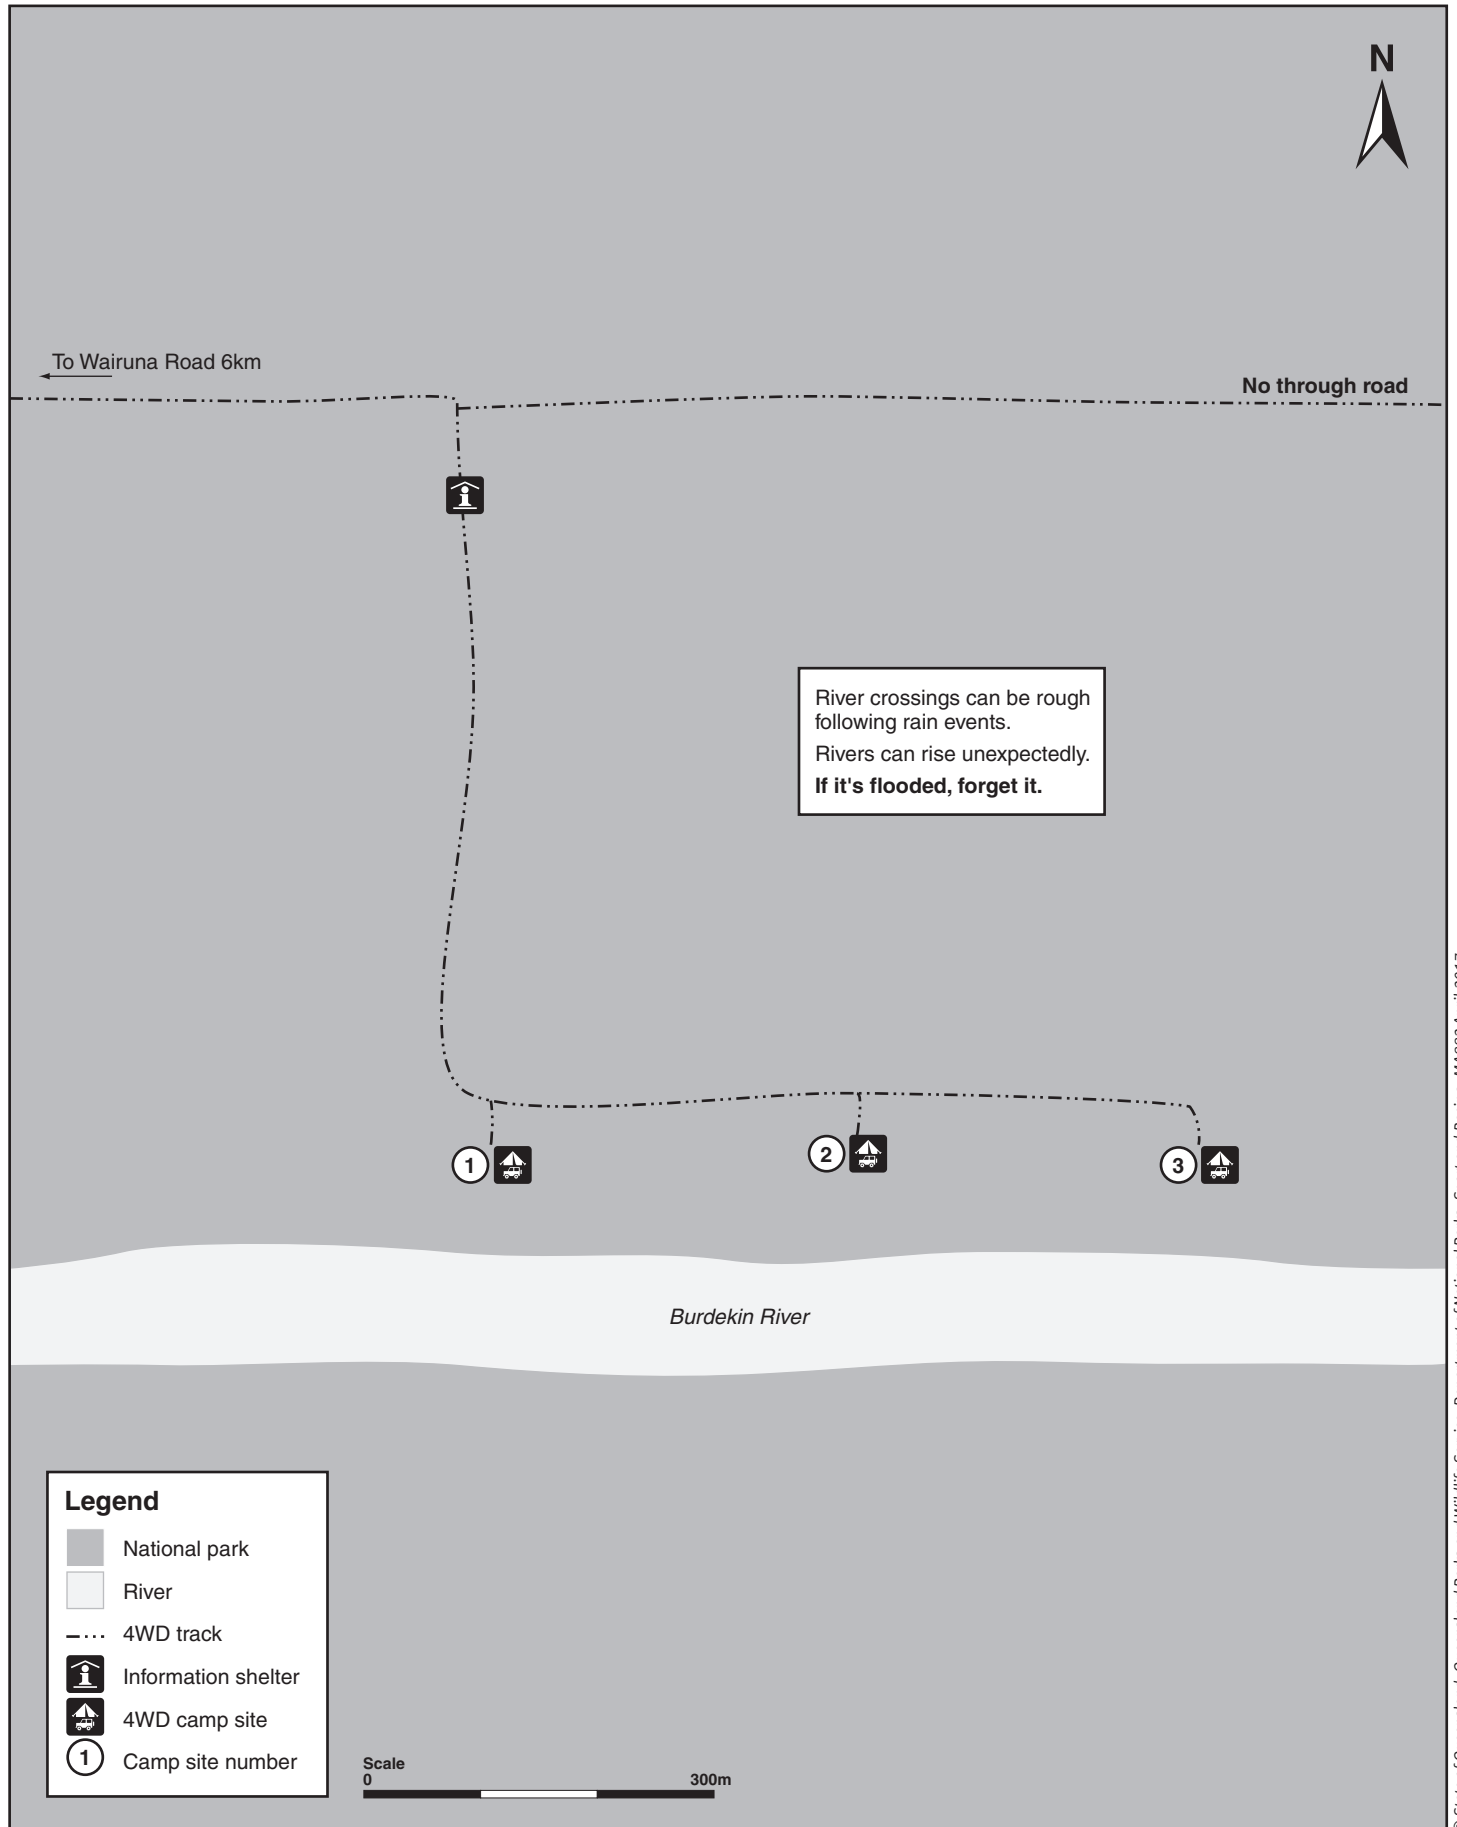 N
To Wairuna Road 6km
No through road
River crossings can be rough
following rain events.
Rivers can rise unexpectedly.
If it's flooded, forget it.
1
2
3
Burdekin River
Legend
National park
River
4WD track
Information shelter
4WD camp site
1 Camp site number
Scale
0 300m